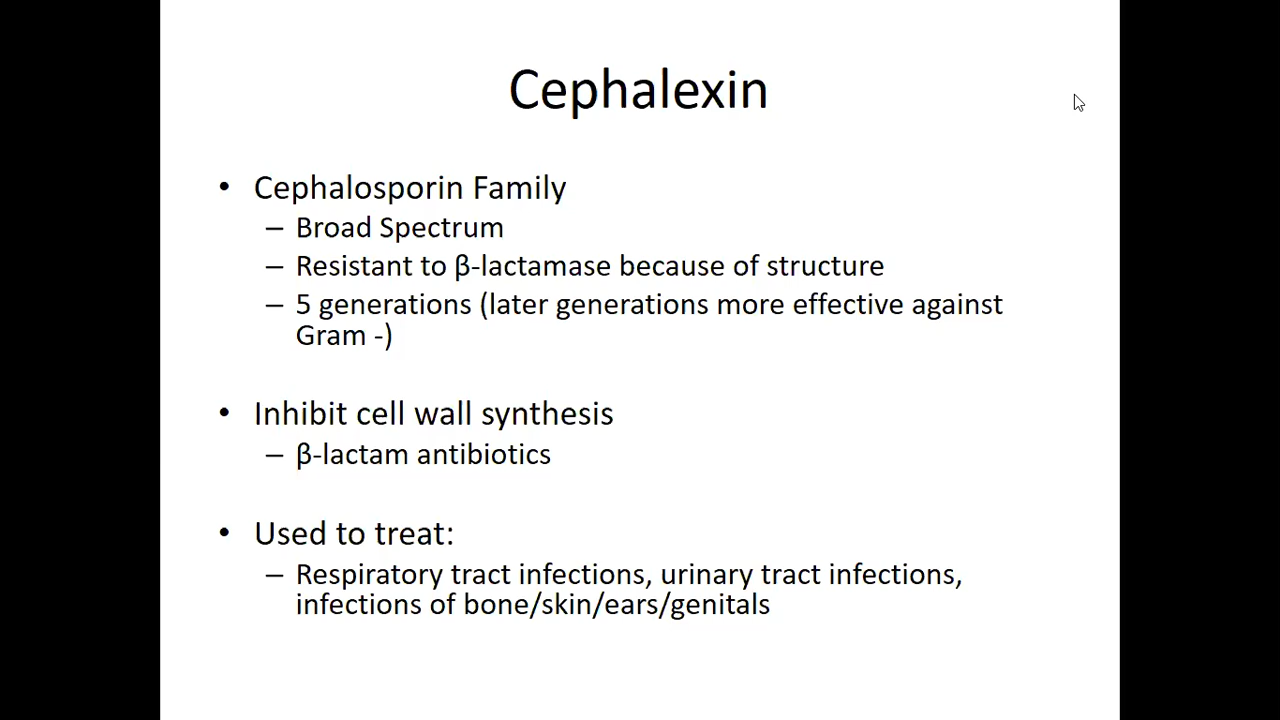 Cephalexin
• Cephalosporin Family
– Broad Spectrum
– Resistant to β-lactamase because of structure
– 5 generations (later generations more effective against
Gram -)
• Inhibit cell wall synthesis
– β-lactam antibiotics
• Used to treat:
– Respiratory tract infections, urinary tract infections,
infections of bone/skin/ears/genitals